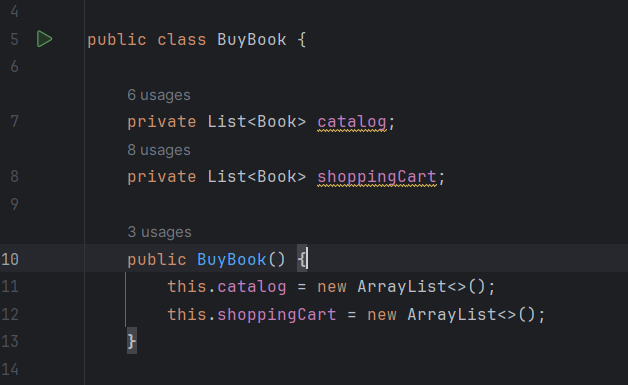 4
5 public class BuyBook {
6
6 usages
7 private List<Book> catalog;
8 usages
8 private List<Book> shoppingCart;
9
3 usages
10 public BuyBook() {
11 this.catalog = new ArrayList<>();
12 this.shoppingCart = new ArrayList<>();
13 }
14